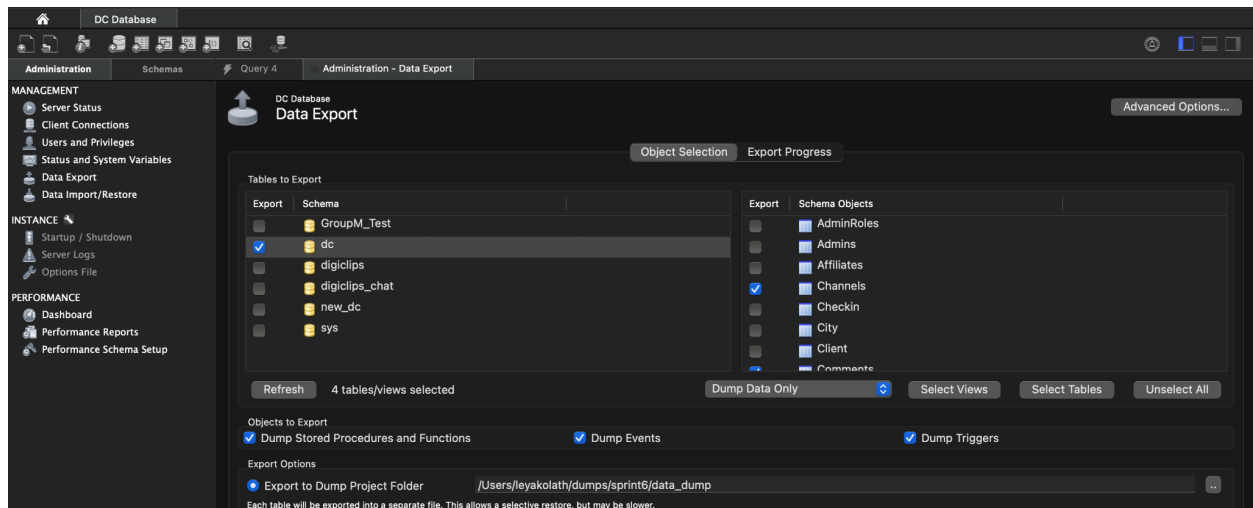 DC Database
Administration
Schemas
Query 4
Administration - Data Export
MANAGEMENT
Server Status
Client Connections
Users and Privileges
Status and System Variables
Data Export
Data Import/Restore
INSTANCE
Startup / Shutdown
Server Logs
Options File
PERFORMANCE
Dashboard
Performance Reports
Performance Schema Setup
DC Database
Data Export
Advanced Options...
Object Selection
Export Progress
Tables to Export
Export Schema
GroupM_Test
dc
digiclips
digiclips_chat
new_dc
sys
Export Schema Objects
AdminRoles
Admins
Affiliates
Channels
Checkin
City
Client
Comments
Refresh
4 tables/views selected
Dump Data Only
Select Views
Select Tables
Unselect All
Objects to Export
Dump Stored Procedures and Functions
Dump Events
Dump Triggers
Export Options
Export to Dump Project Folder
/Users/leyakolath/dumps/sprint6/data_dump
..
Each table will be exported into a separate file. This allows a selective restore, but may be slower.